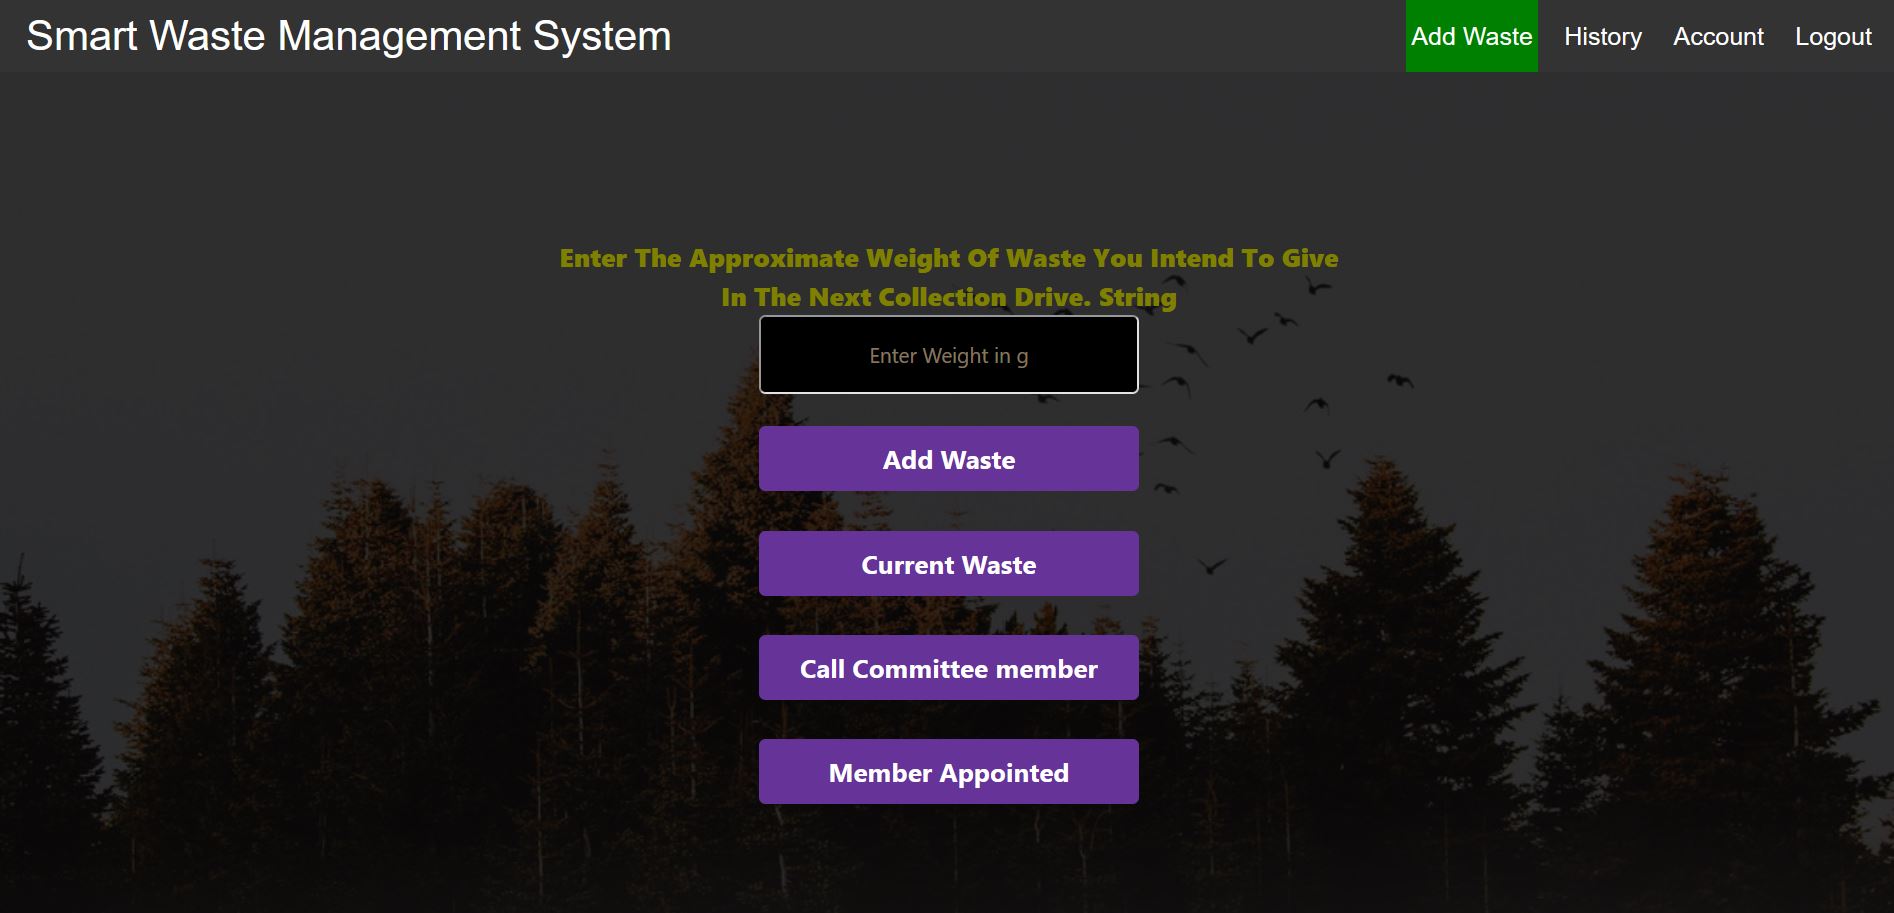 Smart Waste Management System
Add Waste
History
Account
Logout
Enter The Approximate Weight Of Waste You Intend To Give
In The Next Collection Drive. String
Enter Weight in g
Add Waste
Current Waste
Call Committee member
Member Appointed